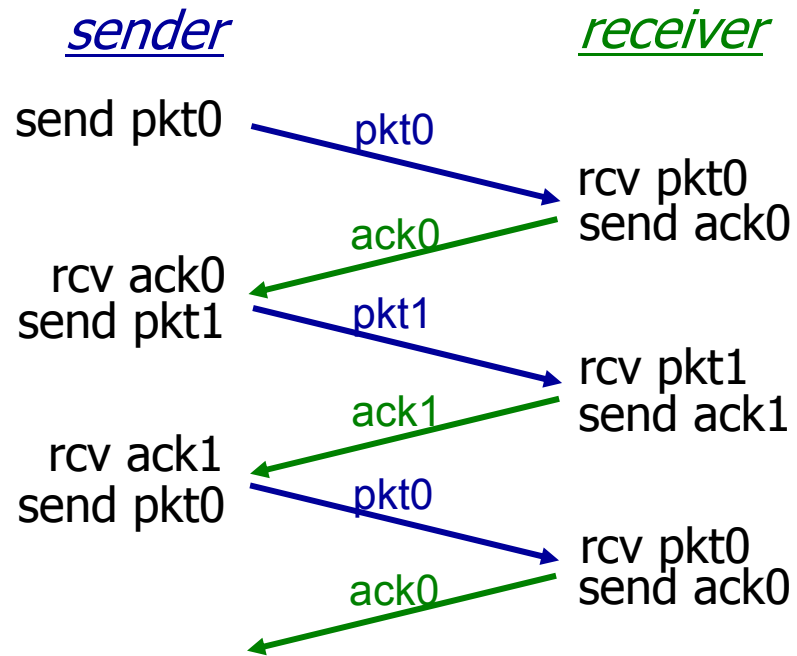 sender
receiver
send pkt0
pkt0
rcv pkt0
send ack0
ack0
rcv ack0
send pkt1
pkt1
rcv pkt1
send ack1
ack1
rcv ack1
send pkt0
pkt0
rcv pkt0
send ack0
ack0